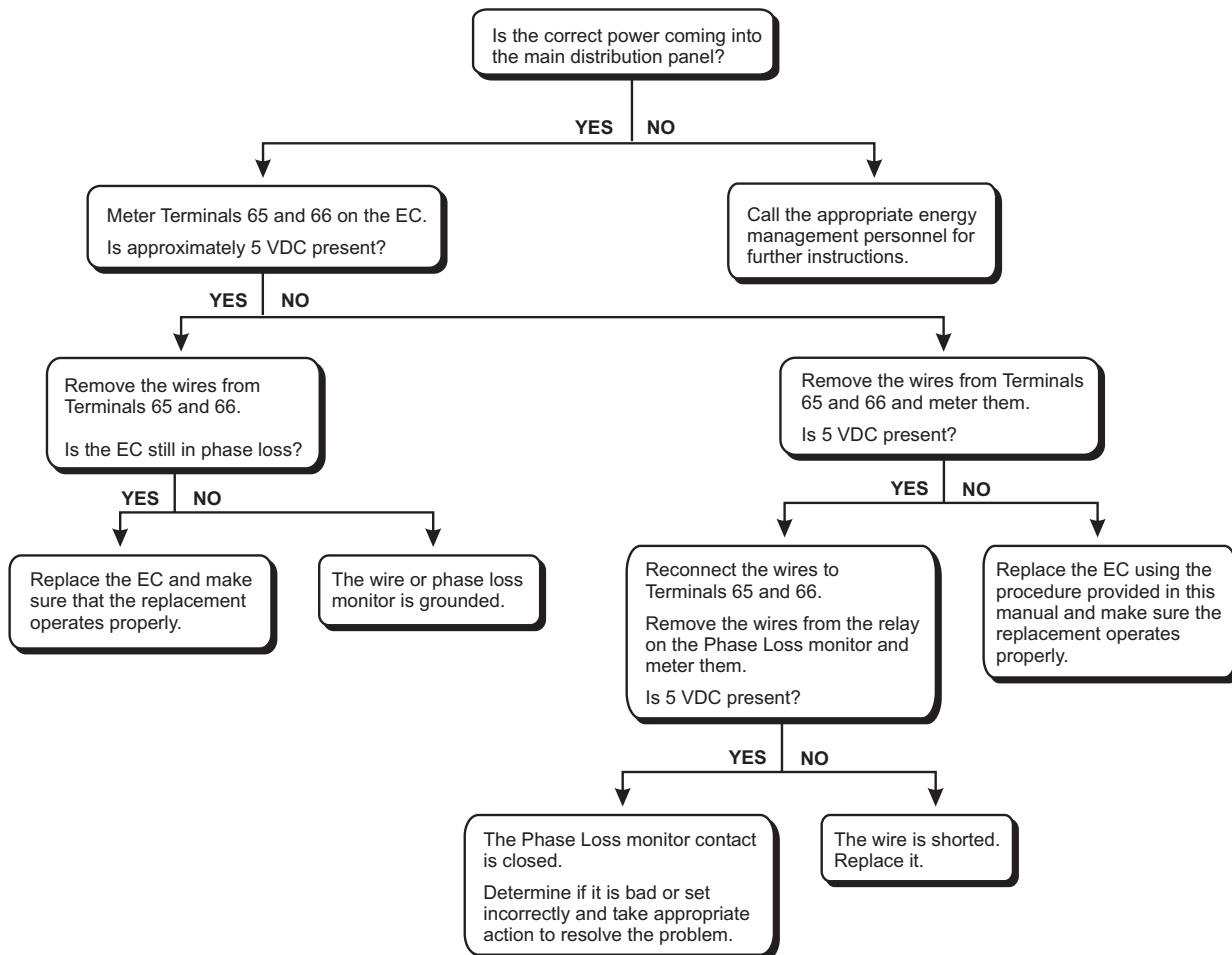 Is the correct power coming into
the main distribution panel?
YES
NO
Meter Terminals 65 and 66 on the EC.
Is approximately 5 VDC present?
Call the appropriate energy
management personnel for
further instructions.
YES
NO
Remove the wires from
Terminals 65 and 66.
Is the EC still in phase loss?
Remove the wires from Terminals
65 and 66 and meter them.
Is 5 VDC present?
YES
NO
YES
NO
Replace the EC and make
sure that the replacement
operates properly.
The wire or phase loss
monitor is grounded.
Reconnect the wires to
Terminals 65 and 66.
Remove the wires from the relay
on the Phase Loss monitor and
meter them.
Is 5 VDC present?
Replace the EC using the
procedure provided in this
manual and make sure the
replacement operates
properly.
YES
NO
The Phase Loss monitor contact
is closed.
Determine if it is bad or set
incorrectly and take appropriate
action to resolve the problem.
The wire is shorted.
Replace it.